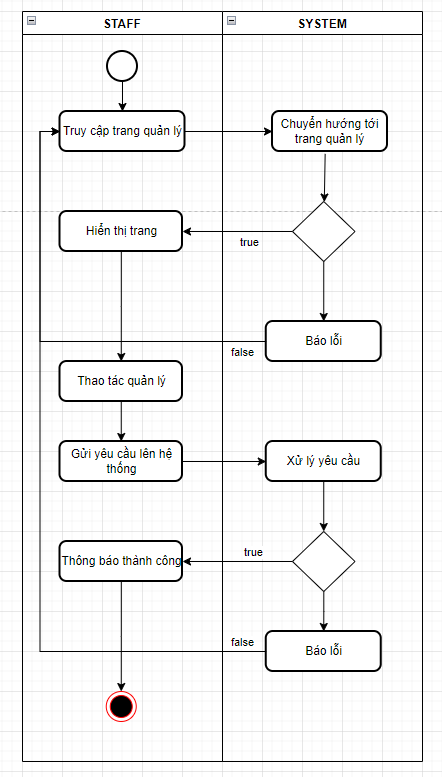 STAFF
SYSTEM
Truy cập trang quản lý
Chuyển hướng tới
trang quản lý
Hiển thị trang
true
Báo lỗi
false
Thao tác quản lý
Gửi yêu cầu lên hệ
thống
Xử lý yêu cầu
Thông báo thành công
true
false
Báo lỗi